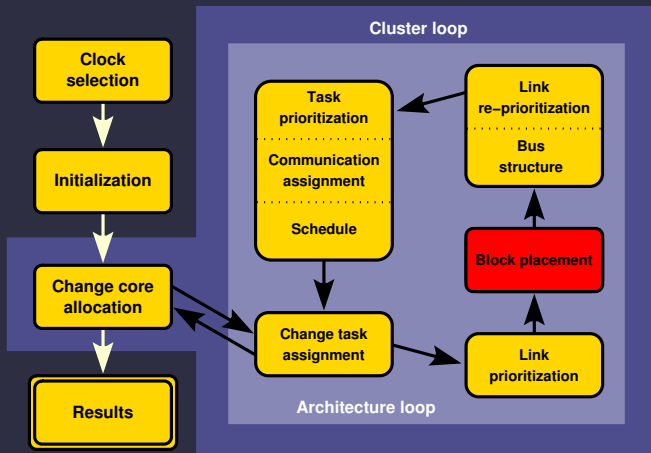 Cluster loop
Clock
selection
Initialization
Change core
allocation
Results
Task
prioritization
Communication
assignment
Schedule
Change task
assignment
Link
re−prioritization
Bus
structure
Block placement
Link
prioritization
Architecture loop